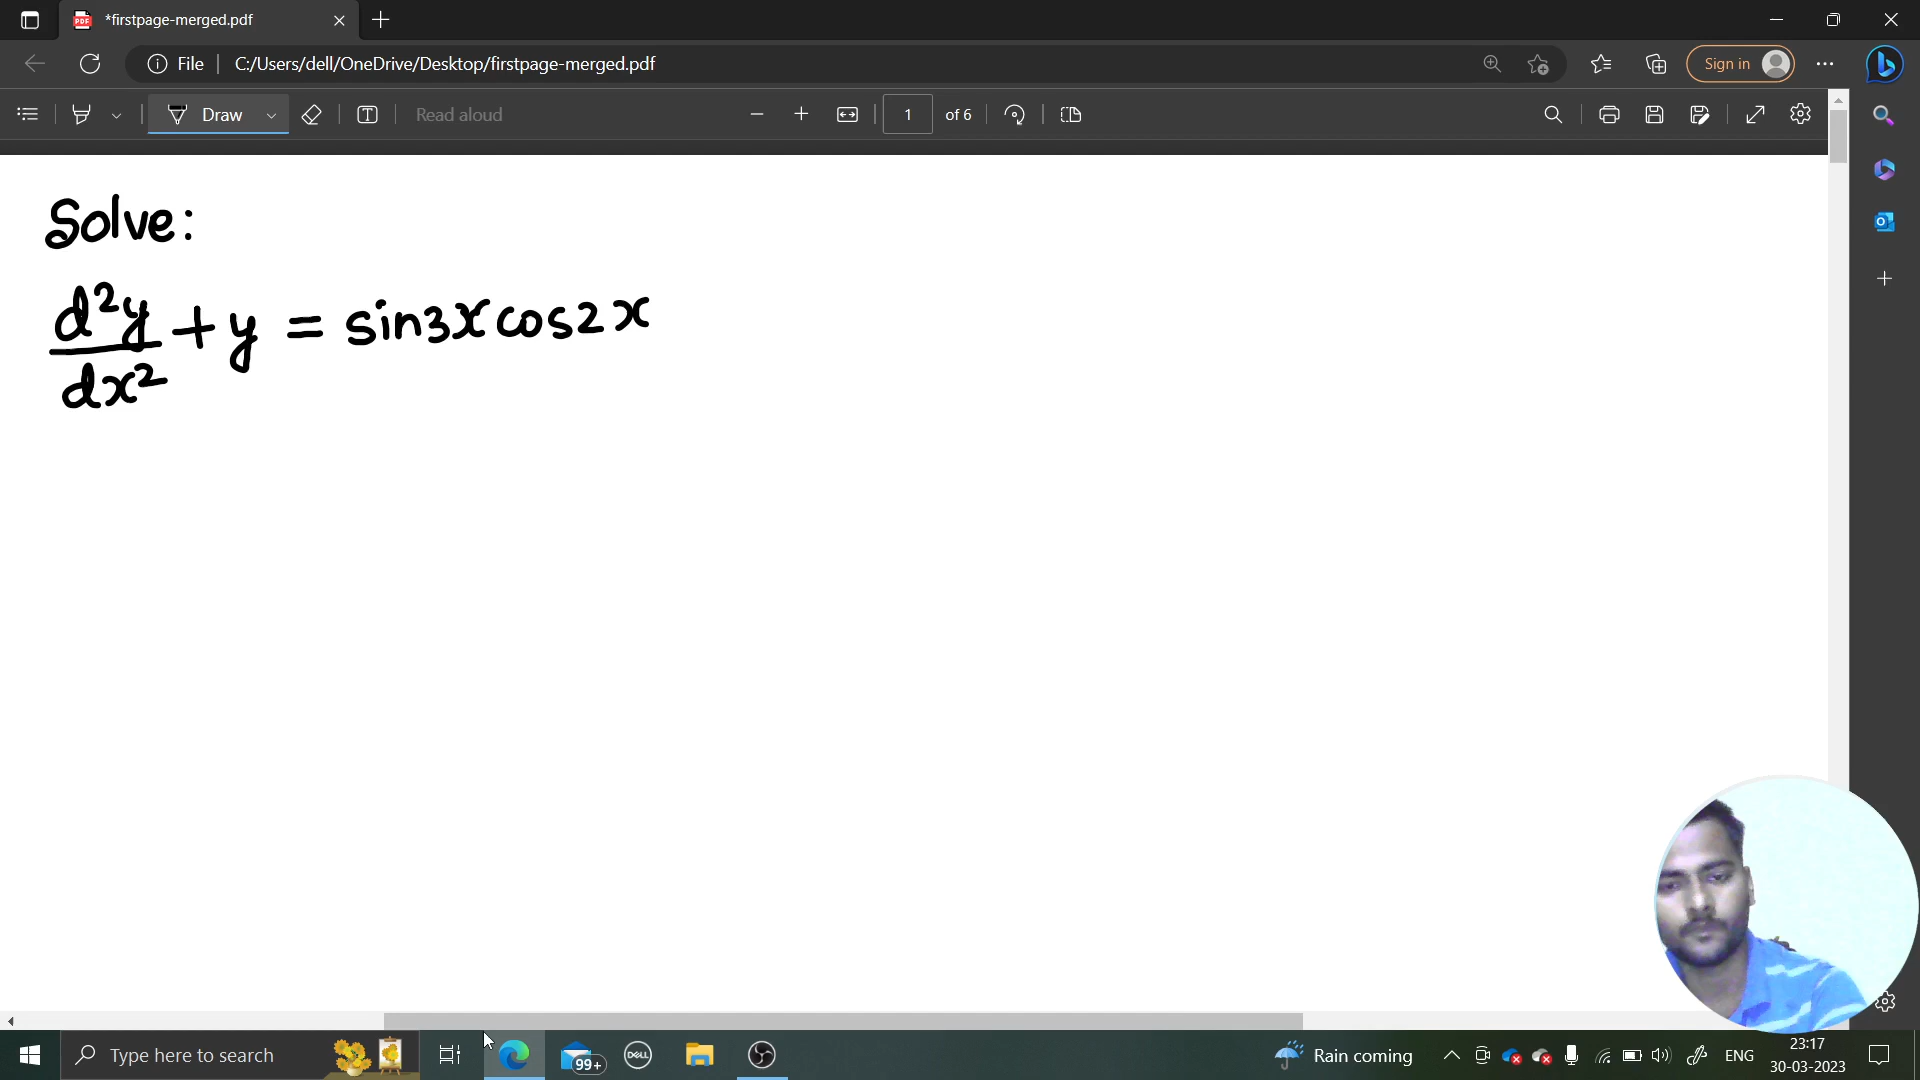 *firstpage-merged.pdf
File | C:/Users/dell/OneDrive/Desktop/firstpage-merged.pdf
Sign in
Draw
Read aloud
1 of 6
Solve:
d²y/dx² + y = sin3x cos2x
Type here to search
99+
DELL
Rain coming
ENG
23:17
30-03-2023